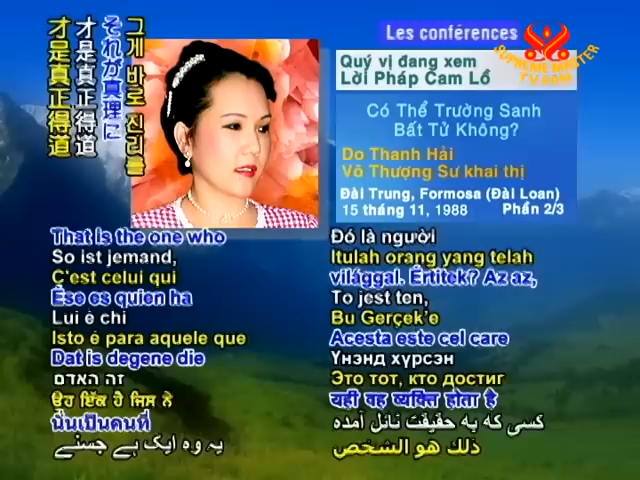 그게 바로 진리를
それが真理に
才是真正得道
才是真正得道
Les conférences
SUPREME MASTER
TV
Quý vị đang xem
Lời Pháp Cam Lồ
Có Thể Trường Sanh
Bất Tử Không?
Do Thanh Hải
Vô Thượng Sư khai thị
Đài Trung, Formosa (Đài Loan)
15 tháng 11, 1988 Phần 2/3
That is the one who
So ist jemand,
C'est celui qui
Ése es quien ha
Lui è chi
Isto é para aquele que
Dat is degene die
זה האדם
ਉਹ ਇੱਕ ਹੈ ਜਿਸ ਨੇ
นั่นเป็นคนที่
یہ وہ ایک ہے جسنے
Đó là người
Itulah orang yang telah
világgal. Értitek? Az az,
To jest ten,
Bu Gerçek'e
Acesta este cel care
Үнэнд хүрсэн
Это тот, кто достиг
यही वह व्यक्ति होता है
کسی که به حقیقت نائل آمده
ذلك هو الشخص